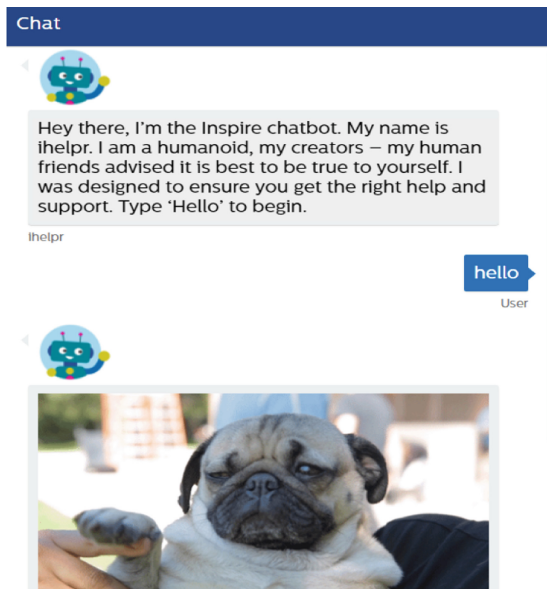 Chat
Hey there, I’m the Inspire chatbot. My name is
ihelpr. I am a humanoid, my creators – my human
friends advised it is best to be true to yourself. I
was designed to ensure you get the right help and
support. Type ‘Hello’ to begin.
ihelpr
hello
User